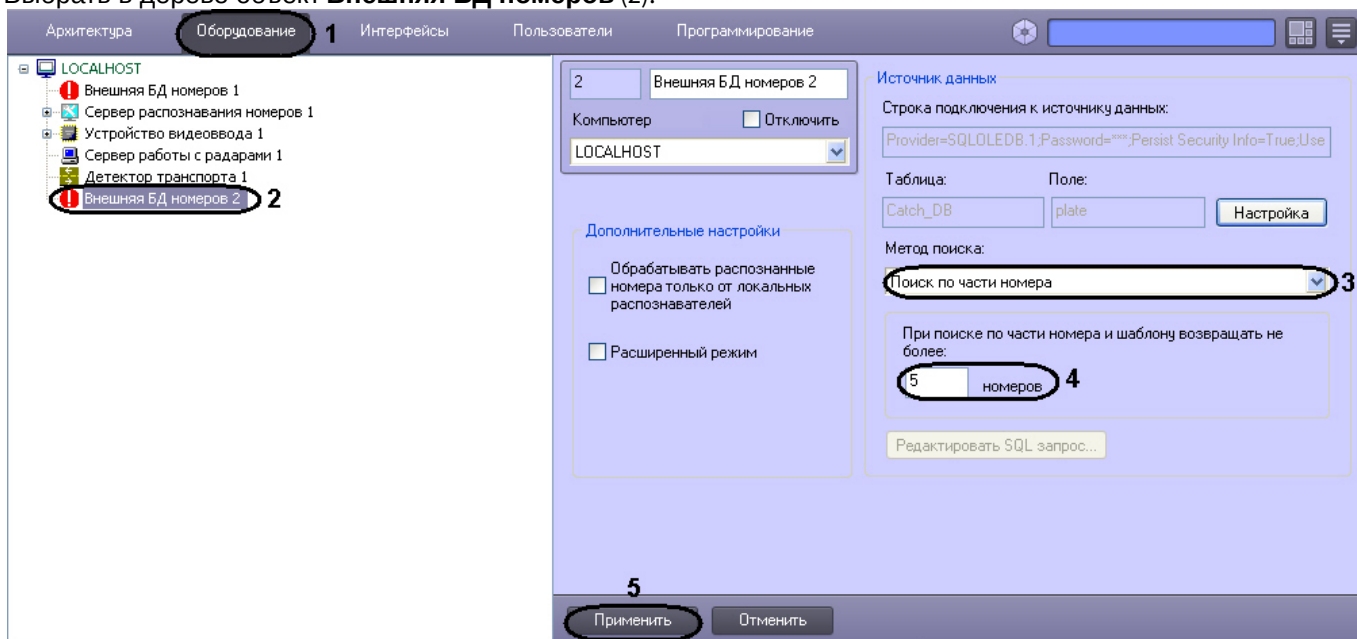 Выбрать в дереве объект Внешняя БД номеров (2).
Архитектура Оборудование 1 Интерфейсы Пользователи Программирование
LOCALHOST
Внешняя БД номеров 1
Сервер распознавания номеров 1
Устройство видеоввода 1
Сервер работы с радарами 1
Детектор транспорта 1
Внешняя БД номеров 2 2
2 Внешняя БД номеров 2
Компьютер Отключить
LOCALHOST
Дополнительные настройки
Обрабатывать распознанные
номера только от локальных
распознавателей
Расширенный режим
Источник данных
Строка подключения к источнику данных:
Provider=SQLOLEDB.1;Password=***;Persist Security Info=True;Use
Таблица: Поле:
Catch_DB plate Настройка
Метод поиска:
Поиск по части номера 3
При поиске по части номера и шаблону возвращать не
более:
5 номеров 4
Редактировать SQL запрос...
5
Применить Отменить